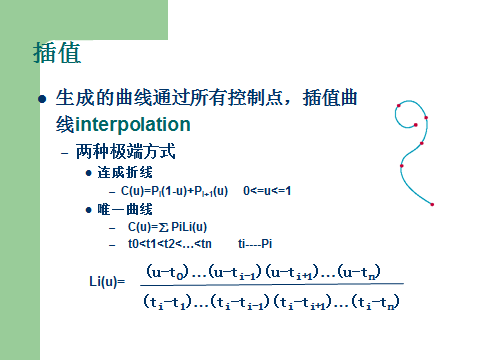 插值
生成的曲线通过所有控制点，插值曲
线interpolation
– 两种极端方式
连成折线
– C(u)=Pi(1-u)+Pi+1(u) 0<=u<=1
唯一曲线
– C(u)=Σ PiLi(u)
– t0<t1<t2<…<tn ti----Pi
Li(u)=
(u-t0)…(u-ti-1)(u-ti+1)…(u-tn)
(ti-t1)…(ti-ti-1)(ti-ti+1)…(ti-tn)